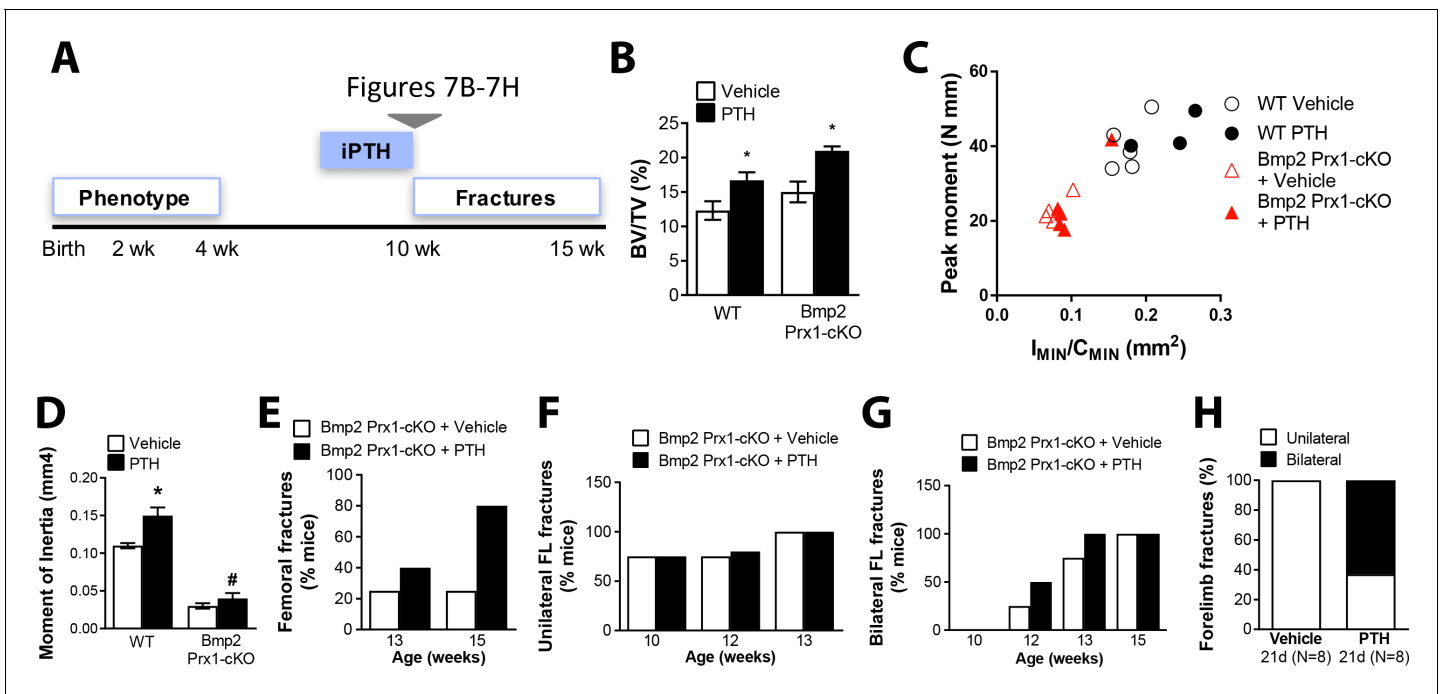 A
Figures 7B-7H
iPTH
Phenotype
Fractures
Birth
2 wk
4 wk
10 wk
15 wk
B
Vehicle
PTH
BV/TV (%)
25
20
15
10
5
0
*
*
WT
Bmp2
Prx1-cKO
C
Peak moment (N mm)
60
40
20
0
0.0
0.1
0.2
0.3
IMIN/CMIN (mm2)
WT Vehicle
WT PTH
Bmp2 Prx1-cKO
+ Vehicle
Bmp2 Prx1-cKO
+ PTH
D
Vehicle
PTH
Moment of Inertia (mm4)
0.20
0.15
0.10
0.05
0.00
*
#
WT
Bmp2
Prx1-cKO
E
Bmp2 Prx1-cKO + Vehicle
Bmp2 Prx1-cKO + PTH
Femoral fractures
(% mice)
100
80
60
40
20
0
13
15
Age (weeks)
F
Bmp2 Prx1-cKO + Vehicle
Bmp2 Prx1-cKO + PTH
Unilateral FL fractures
(% mice)
150
100
50
0
10
12
13
Age (weeks)
G
Bmp2 Prx1-cKO + Vehicle
Bmp2 Prx1-cKO + PTH
Bilateral FL fractures
(% mice)
150
100
50
0
10
12
13
15
Age (weeks)
H
Unilateral
Bilateral
Forelimb fractures (%)
100
80
60
40
20
0
Vehicle
21d (N=8)
PTH
21d (N=8)